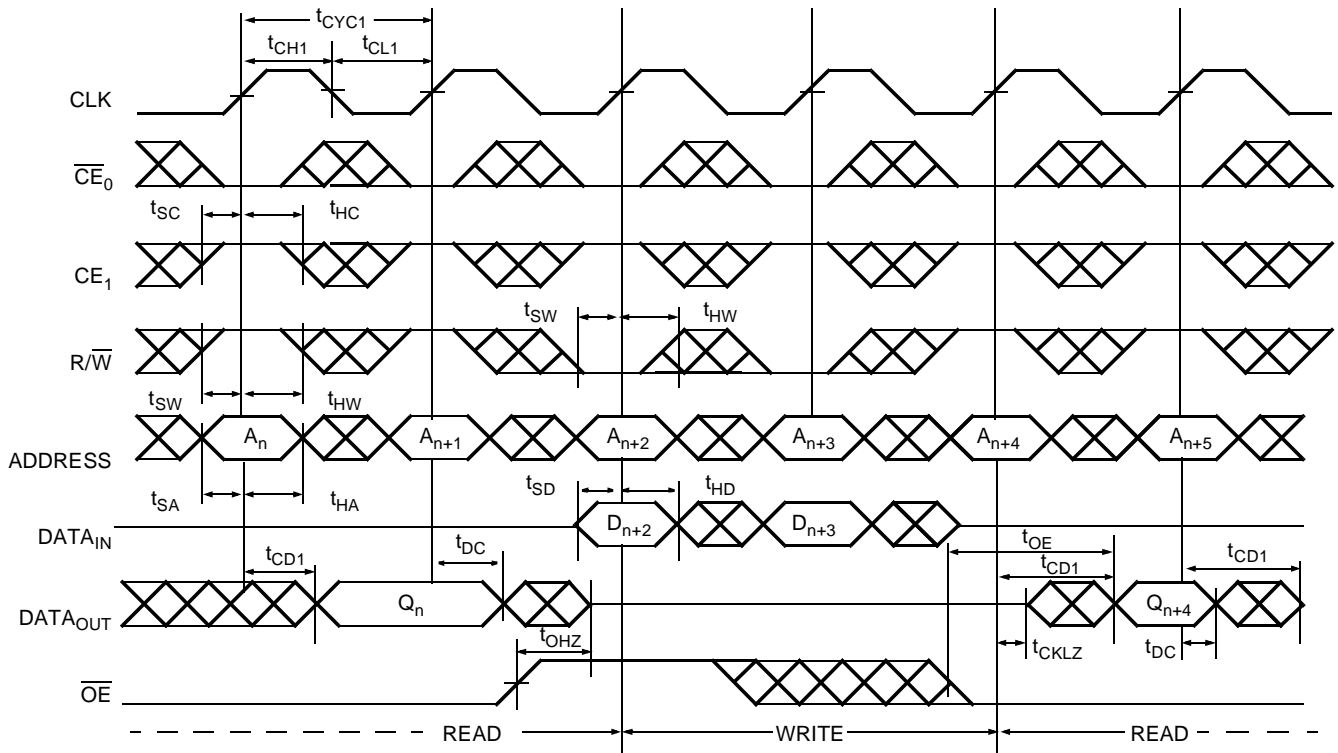 tCYC1
tCH1 tCL1
CLK
CE0
tSC tHC
CE1
tSW tHW
R/W
tSW tHW
An An+1 An+2 An+3 An+4 An+5
ADDRESS
tSA tHA tSD tHD
Dn+2 Dn+3
DATAIN
tOE
tCD1 tDC tCD1 tCD1
Qn Qn+4
DATAOUT
tOHZ tCKLZ tDC
OE
READ WRITE READ